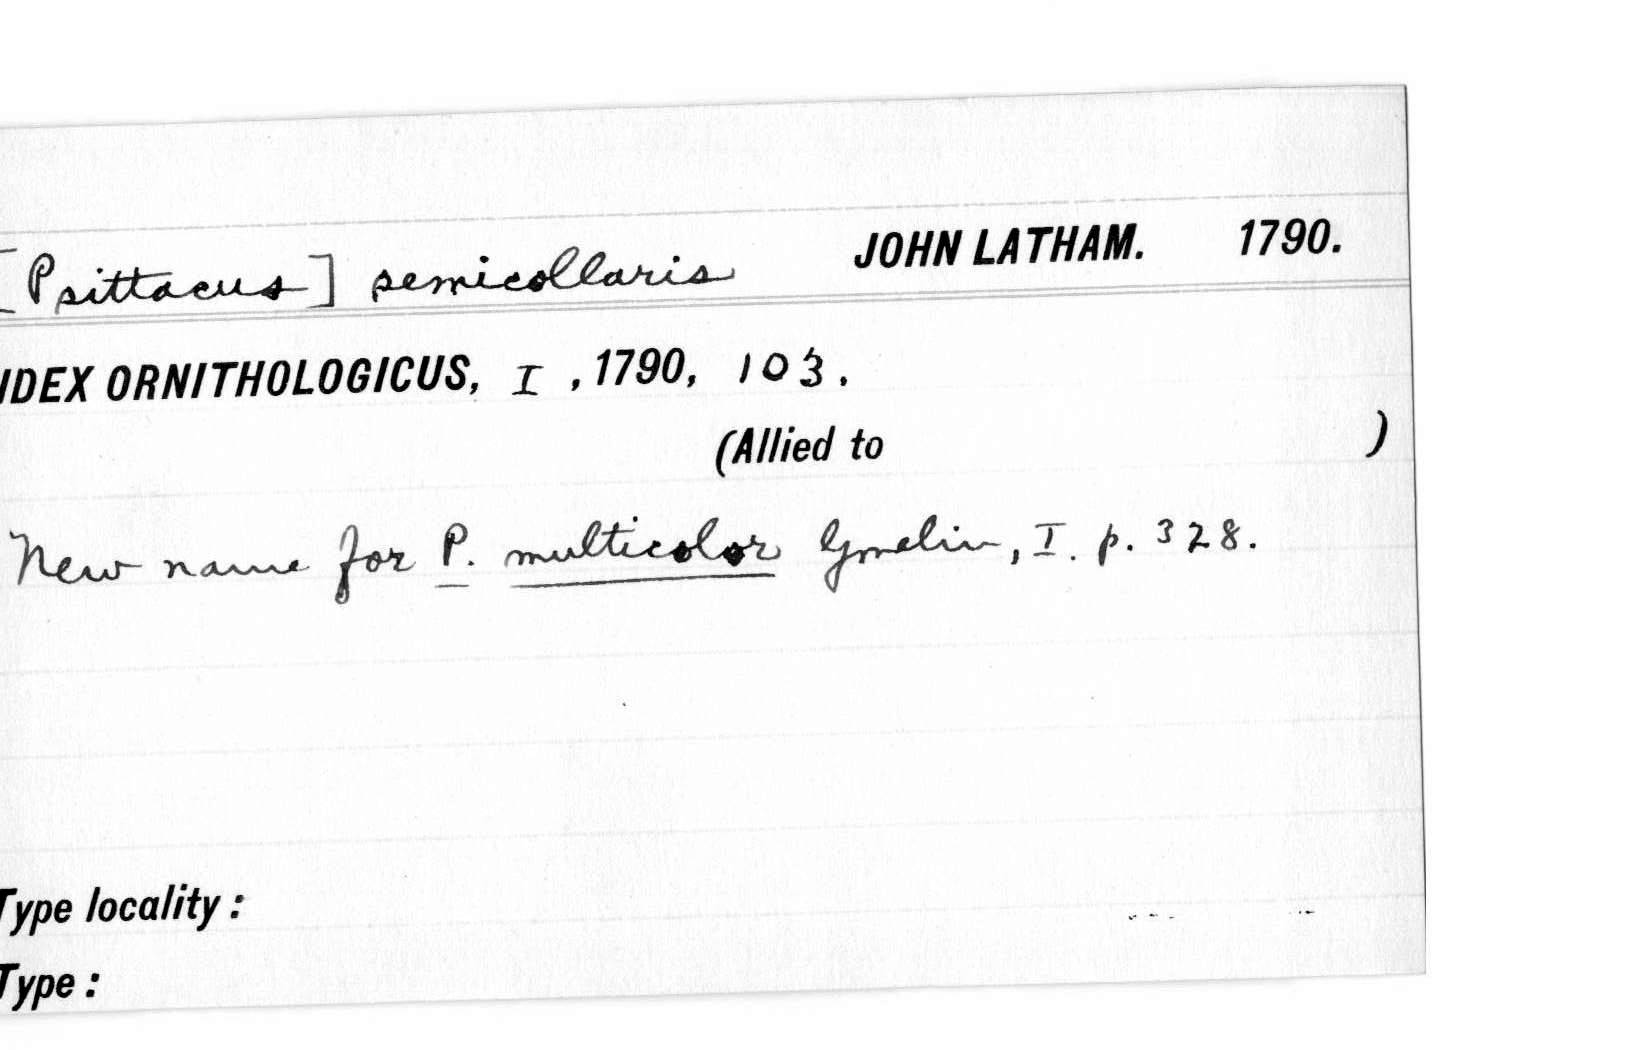 [Psittacus] semicollaris JOHN LATHAM. 1790.
NDEX ORNITHOLOGICUS, I, 1790, 103.
(Allied to )
New name for P. multicolor Gmelin, I. p. 328.
Type locality:
Type: